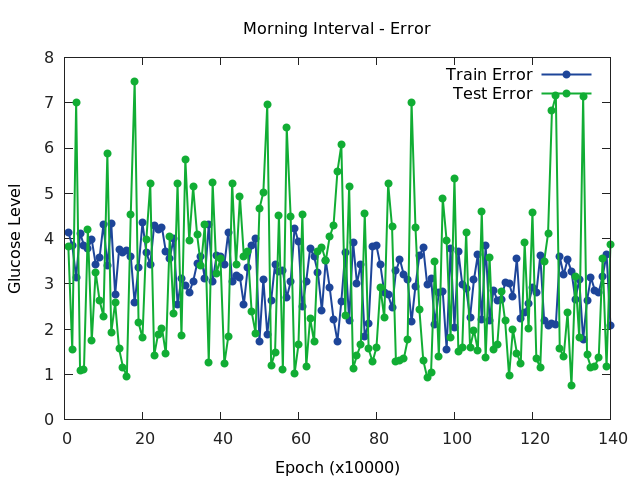 Morning Interval - Error
Train Error
Test Error
Glucose Level
8
7
6
5
4
3
2
1
0
0 20 40 60 80 100 120 140
Epoch (x10000)